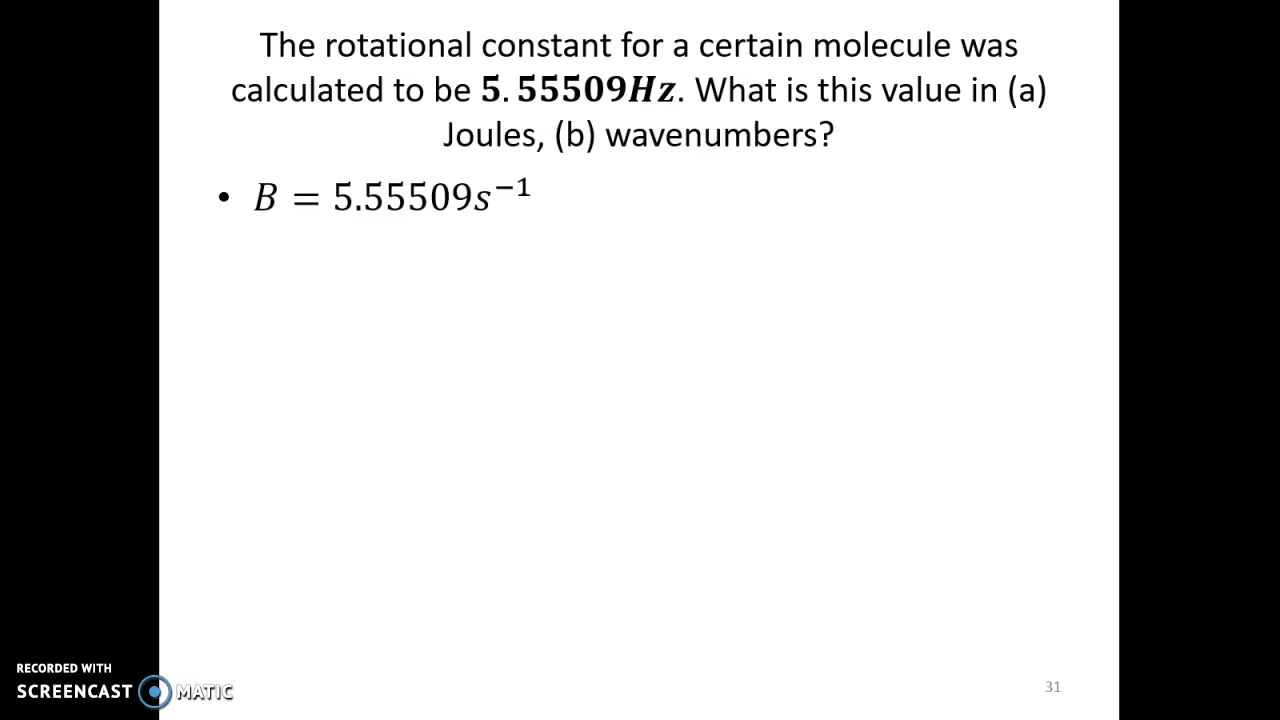 The rotational constant for a certain molecule was
calculated to be 5.55509Hz. What is this value in (a)
Joules, (b) wavenumbers?
• B = 5.55509s⁻¹
RECORDED WITH
SCREENCAST MATIC
31